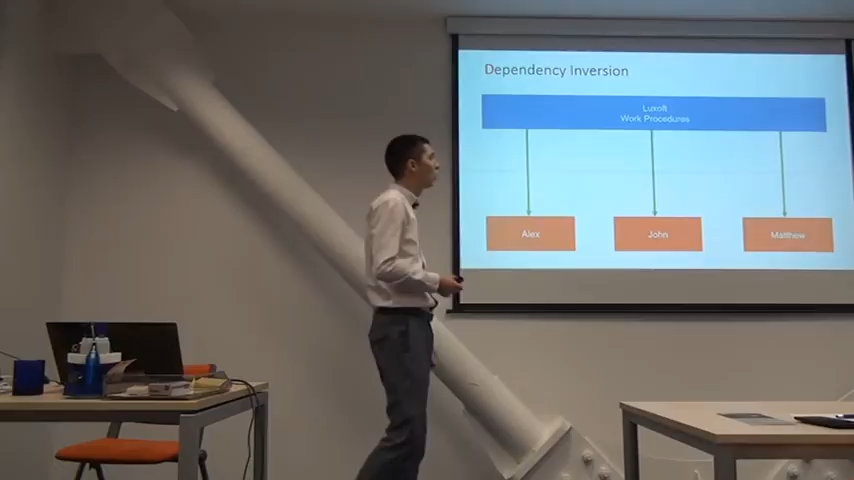 Dependency Inversion
Luxoft
Work Procedures
Alex
John
Matthew